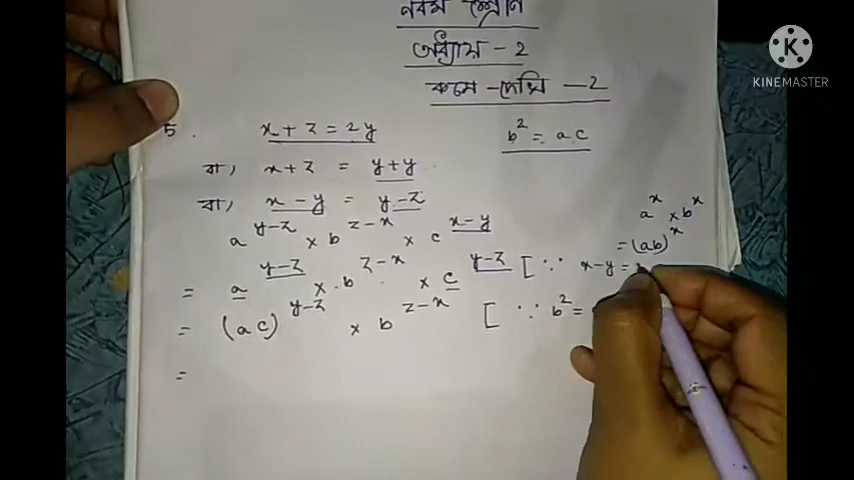 নবম শ্রেণি
অধ্যায় - 2
কষে - দেখি - 2
KINEMASTER
5. x + z = 2y
b² = ac
বা, x + z = y + y
বা, x - y = y - z
a^{y-z} × b^{z-x} × c^{x-y}
a^x × b^x
= (ab)^x
= a^{y-z} × b^{z-x} × c^{y-z} [ ∵ x - y =
= (ac)^{y-z} × b^{z-x} [ ∵ b² =
=